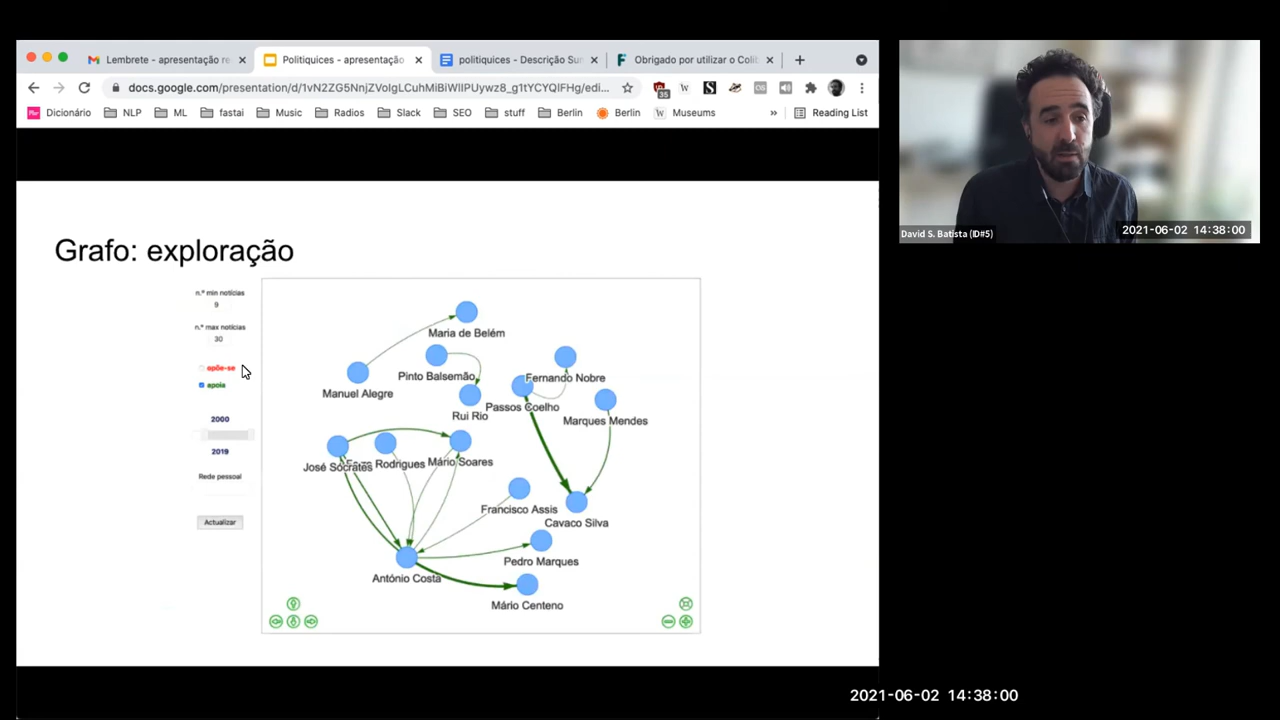 Lembrete - apresentação re
Politiquices - apresentação
politiquices - Descrição Sun
Obrigado por utilizar o Colib
docs.google.com/presentation/d/1vN2ZG5NnjZVolgLCuhMiBiWIlPUywz8_g1tYCYQIFHg/edi...
35
Dicionário
NLP
ML
fastai
Music
Radios
Slack
SEO
stuff
Berlin
Berlin
W Museums
»
Reading List
Grafo: exploração
n.º min notícias
9
n.º max notícias
30
opõe-se
apoia
2000
2019
Rede pessoal
Actualizar
Maria de Belém
Manuel Alegre
Pinto Balsemão
Fernando Nobre
Rui Rio
Passos Coelho
Marques Mendes
José Sócrates
Rodrigues
Mário Soares
Francisco Assis
Cavaco Silva
Pedro Marques
António Costa
Mário Centeno
David S. Batista (ID#5)
2021-06-02 14:38:00
2021-06-02 14:38:00